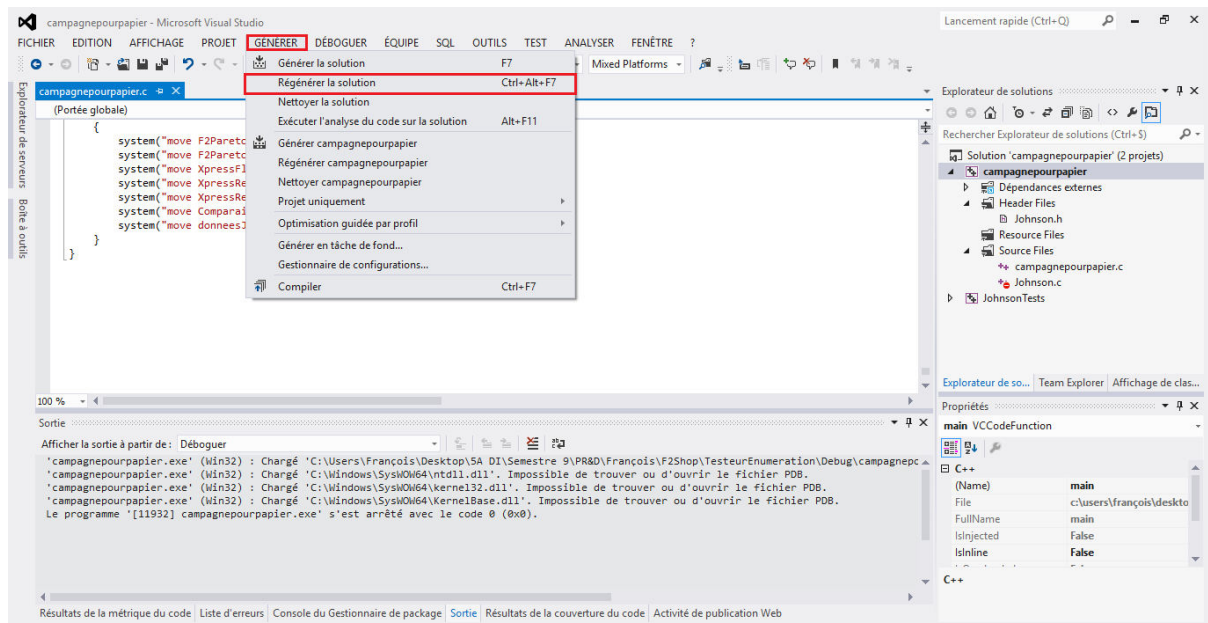 campagnepourpapier - Microsoft Visual Studio
Lancement rapide (Ctrl+Q)
FICHIER EDITION AFFICHAGE PROJET GENERER DÉBOGUER ÉQUIPE SQL OUTILS TEST ANALYSER FENÊTRE ?
Mixed Platforms
Générer la solution F7
Régénérer la solution Ctrl+Alt+F7
Nettoyer la solution
Exécuter l'analyse du code sur la solution Alt+F11
Générer campagnepourpapier
Régénérer campagnepourpapier
Nettoyer campagnepourpapier
Projet uniquement
Optimisation guidée par profil
Générer en tâche de fond...
Gestionnaire de configurations...
Compiler Ctrl+F7
Explorateur de serveurs
Boîte à outils
campagnepourpapier.c
(Portée globale)
{
system("move F2Pareto
system("move F2Pareto
system("move XpressFl
system("move XpressRe
system("move XpressRe
system("move Comparai
system("move donneesJ
}
}
100 %
Sortie
Afficher la sortie à partir de : Déboguer
'campagnepourpapier.exe' (Win32) : Chargé 'C:\Users\François\Desktop\5A DI\Semestre 9\PR&D\François\F2Shop\TesteurEnumeration\Debug\campagnepc
'campagnepourpapier.exe' (Win32) : Chargé 'C:\Windows\SysWOW64\ntdll.dll'. Impossible de trouver ou d'ouvrir le fichier PDB.
'campagnepourpapier.exe' (Win32) : Chargé 'C:\Windows\SysWOW64\kernel32.dll'. Impossible de trouver ou d'ouvrir le fichier PDB.
'campagnepourpapier.exe' (Win32) : Chargé 'C:\Windows\SysWOW64\KernelBase.dll'. Impossible de trouver ou d'ouvrir le fichier PDB.
Le programme '[11932] campagnepourpapier.exe' s'est arrêté avec le code 0 (0x0).
Résultats de la métrique du code Liste d'erreurs Console du Gestionnaire de package Sortie Résultats de la couverture du code Activité de publication Web
Explorateur de solutions
Rechercher Explorateur de solutions (Ctrl+$)
Solution 'campagnepourpapier' (2 projets)
campagnepourpapier
Dépendances externes
Header Files
Johnson.h
Resource Files
Source Files
campagnepourpapier.c
Johnson.c
JohnsonTests
Explorateur de so... Team Explorer Affichage de clas...
Propriétés
main VCCodeFunction
C++
(Name) main
File c:\users\françois\deskto
FullName main
IsInjected False
IsInline False
C++